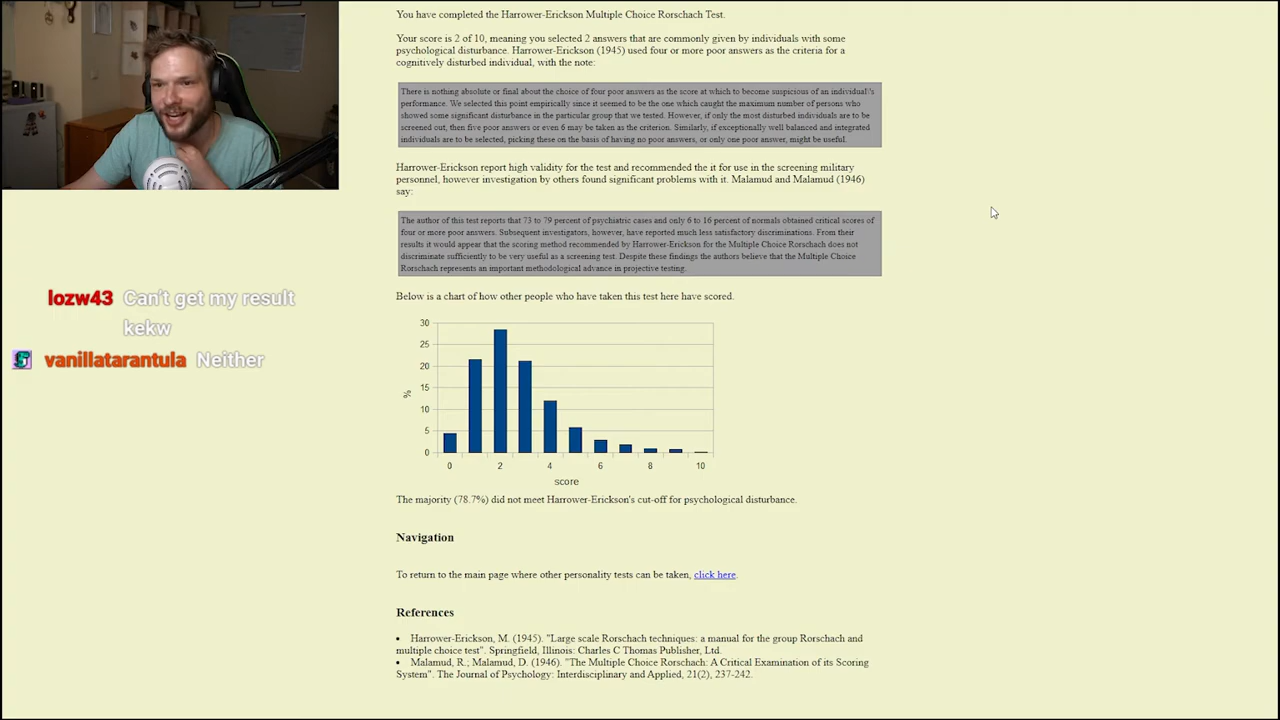 You have completed the Harrower-Erickson Multiple Choice Rorschach Test.
Your score is 2 of 10, meaning you selected 2 answers that are commonly given by individuals with some
psychological disturbance. Harrower-Erickson (1945) used four or more poor answers as the criteria for a
cognitively disturbed individual, with the note:
There is nothing absolute or final about the choice of four poor answers as the score at which to become suspicious of an individual's
performance. We selected this point empirically since it seemed to be the one which caught the maximum number of persons who
showed some significant disturbance in the particular group that we tested. However, if only the most disturbed individuals are to be
screened out, then five poor answers or even 6 may be taken as the criterion. Similarly, if exceptionally well balanced and integrated
individuals are to be selected, picking these on the basis of having no poor answers, or only one poor answer, might be useful.
Harrower-Erickson report high validity for the test and recommended the it for use in the screening military
personnel, however investigation by others found significant problems with it. Malamud and Malamud (1946)
say:
The author of this test reports that 73 to 79 percent of psychiatric cases and only 6 to 16 percent of normals obtained critical scores of
four or more poor answers. Subsequent investigators, however, have reported much less satisfactory discriminations. From their
results it would appear that the scoring method recommended by Harrower-Erickson for the Multiple Choice Rorschach does not
discriminate sufficiently to be very useful as a screening test. Despite these findings the authors believe that the Multiple Choice
Rorschach represents an important methodological advance in projective testing.
lozw43 Can't get my result
kekw
vanillatarantula Neither
Below is a chart of how other people who have taken this test here have scored.
30
25
20
15
10
5
0
%
0 2 4 6 8 10
score
The majority (78.7%) did not meet Harrower-Erickson's cut-off for psychological disturbance.
Navigation
To return to the main page where other personality tests can be taken, click here.
References
• Harrower-Erickson, M. (1945). "Large scale Rorschach techniques: a manual for the group Rorschach and
multiple choice test". Springfield, Illinois: Charles C Thomas Publisher, Ltd.
• Malamud, R.; Malamud, D. (1946). "The Multiple Choice Rorschach: A Critical Examination of its Scoring
System". The Journal of Psychology: Interdisciplinary and Applied, 21(2), 237-242.